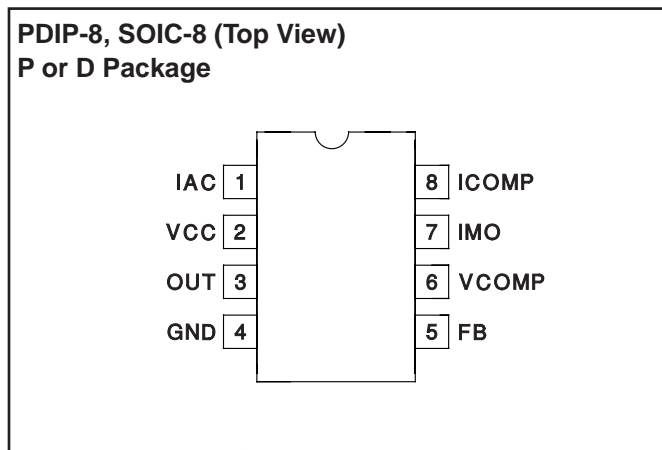 PDIP-8, SOIC-8 (Top View)
P or D Package
IAC 1 8 ICOMP
VCC 2 7 IMO
OUT 3 6 VCOMP
GND 4 5 FB